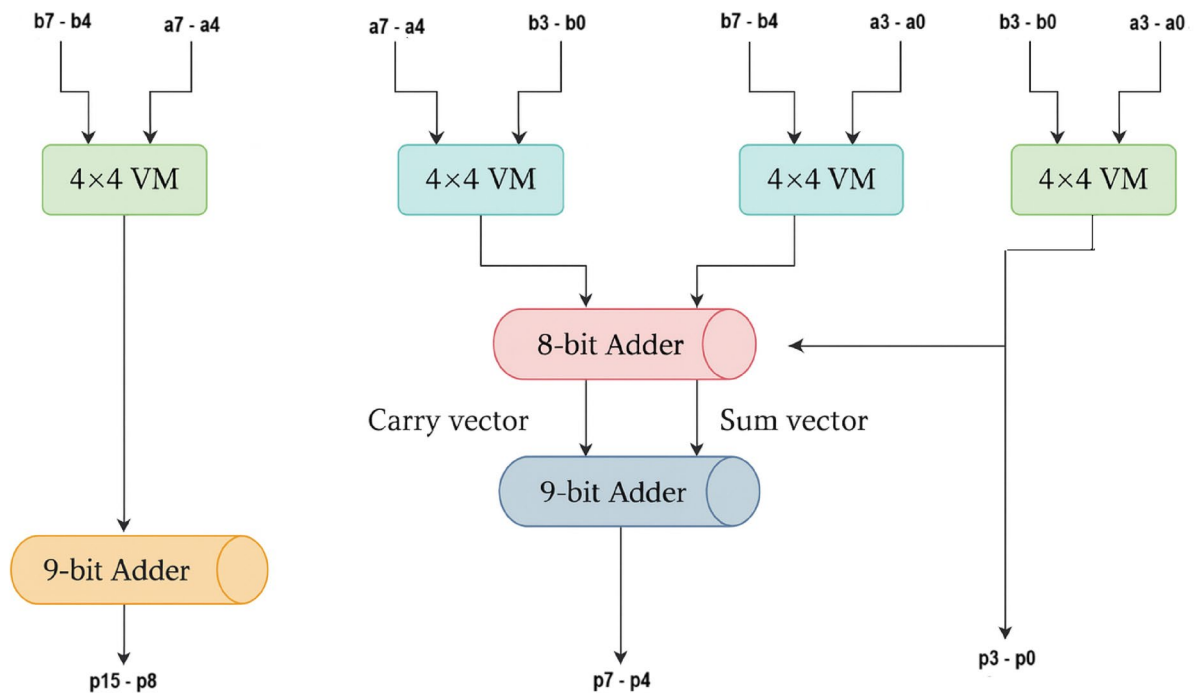 b7 - b4
a7 - a4
a7 - a4
b3 - b0
b7 - b4
a3 - a0
b3 - b0
a3 - a0
4×4 VM
4×4 VM
4×4 VM
4×4 VM
8-bit Adder
Carry vector
Sum vector
9-bit Adder
9-bit Adder
p15 - p8
p7 - p4
p3 - p0